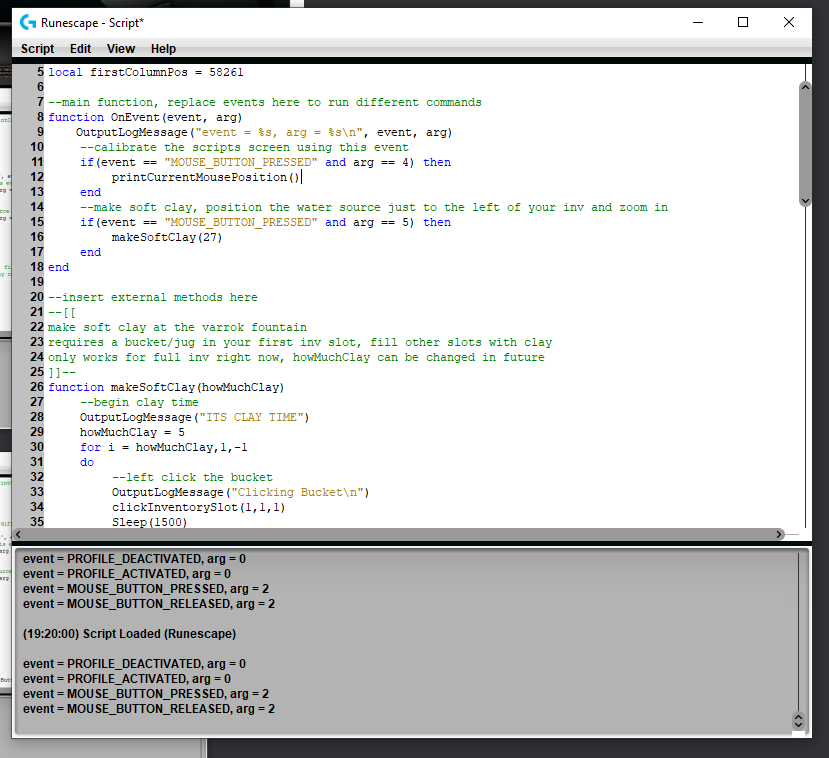 Runescape - Script*
Script Edit View Help
5 local firstColumnPos = 58261
6
7 --main function, replace events here to run different commands
8 function OnEvent(event, arg)
9 OutputLogMessage("event = %s, arg = %s\n", event, arg)
10 --calibrate the scripts screen using this event
11 if(event == "MOUSE_BUTTON_PRESSED" and arg == 4) then
12 printCurrentMousePosition()
13 end
14 --make soft clay, position the water source just to the left of your inv and zoom in
15 if(event == "MOUSE_BUTTON_PRESSED" and arg == 5) then
16 makeSoftClay(27)
17 end
18 end
19
20 --insert external methods here
21 --[[
22 make soft clay at the varrok fountain
23 requires a bucket/jug in your first inv slot, fill other slots with clay
24 only works for full inv right now, howMuchClay can be changed in future
25 ]]--
26 function makeSoftClay(howMuchClay)
27 --begin clay time
28 OutputLogMessage("ITS CLAY TIME")
29 howMuchClay = 5
30 for i = howMuchClay,1,-1
31 do
32 --left click the bucket
33 OutputLogMessage("Clicking Bucket\n")
34 clickInventorySlot(1,1,1)
35 Sleep(1500)
event = PROFILE_DEACTIVATED, arg = 0
event = PROFILE_ACTIVATED, arg = 0
event = MOUSE_BUTTON_PRESSED, arg = 2
event = MOUSE_BUTTON_RELEASED, arg = 2
(19:20:00) Script Loaded (Runescape)
event = PROFILE_DEACTIVATED, arg = 0
event = PROFILE_ACTIVATED, arg = 0
event = MOUSE_BUTTON_PRESSED, arg = 2
event = MOUSE_BUTTON_RELEASED, arg = 2